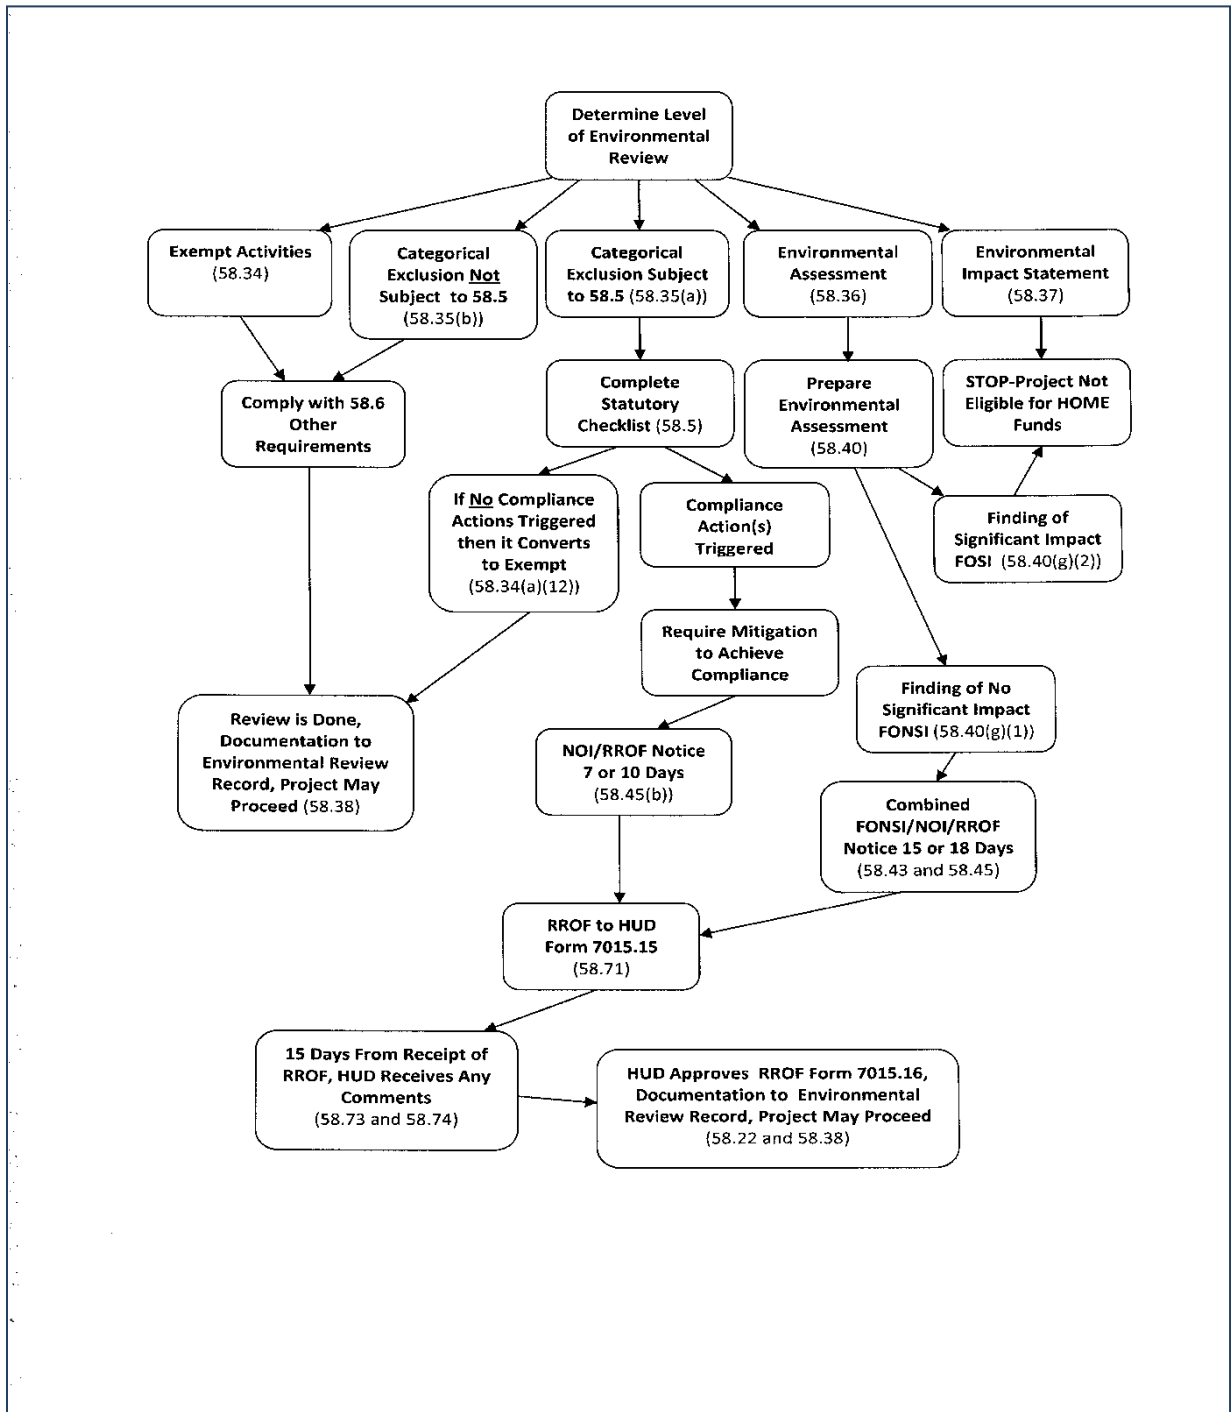 Determine Level
of Environmental
Review
Exempt Activities
(58.34)
Categorical
Exclusion Not
Subject to 58.5
(58.35(b))
Categorical
Exclusion Subject
to 58.5 (58.35(a))
Environmental
Assessment
(58.36)
Environmental
Impact Statement
(58.37)
Comply with 58.6
Other
Requirements
Complete
Statutory
Checklist (58.5)
Prepare
Environmental
Assessment
(58.40)
STOP-Project Not
Eligible for HOME
Funds
If No Compliance
Actions Triggered
then it Converts
to Exempt
(58.34(a)(12))
Compliance
Action(s)
Triggered
Finding of
Significant Impact
FOSI (58.40(g)(2))
Require Mitigation
to Achieve
Compliance
Finding of No
Significant Impact
FONSI (58.40(g)(1))
Review is Done,
Documentation to
Environmental Review
Record, Project May
Proceed (58.38)
NOI/RROF Notice
7 or 10 Days
(58.45(b))
Combined
FONSI/NOI/RROF
Notice 15 or 18 Days
(58.43 and 58.45)
RROF to HUD
Form 7015.15
(58.71)
15 Days From Receipt of
RROF, HUD Receives Any
Comments
(58.73 and 58.74)
HUD Approves RROF Form 7015.16,
Documentation to Environmental
Review Record, Project May Proceed
(58.22 and 58.38)